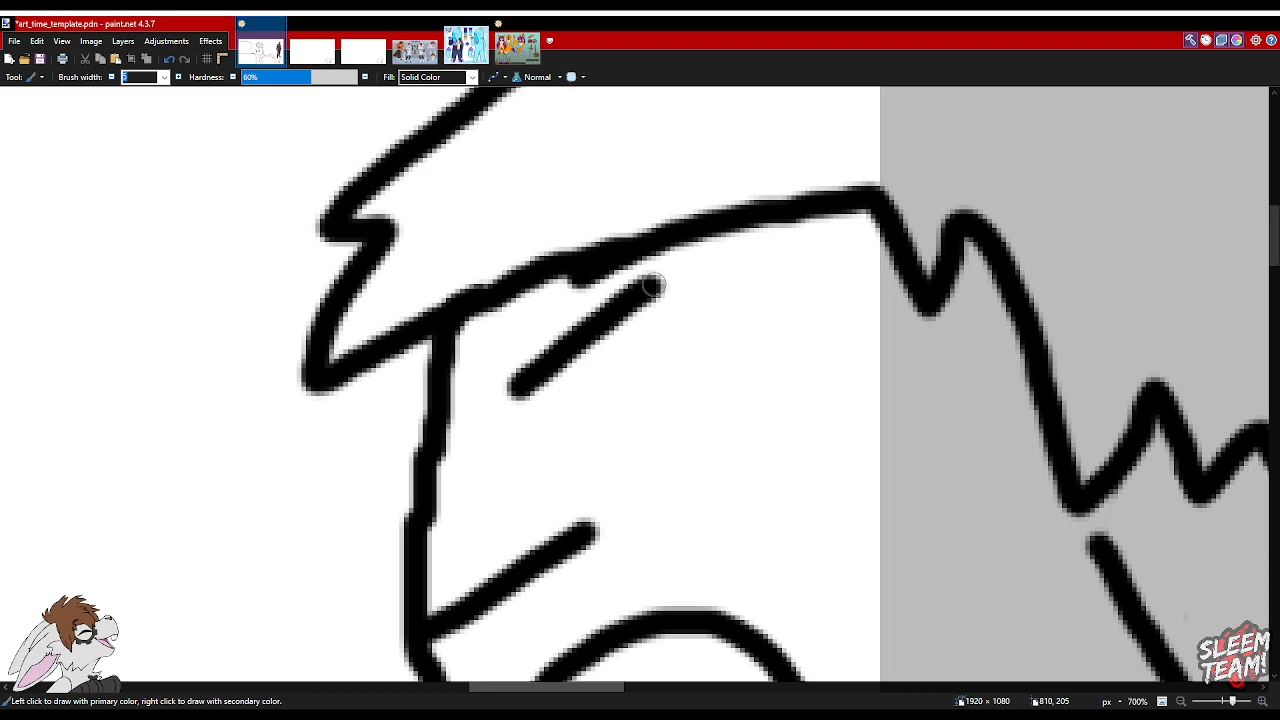 *art_time_template.pdn - paint.net 4.3.7
File Edit View Image Layers Adjustments Effects
Tool: Brush width: 5 Hardness: 60% Fill: Solid Color Normal
SLEEM
TEAM!
Left click to draw with primary color, right click to draw with secondary color. 1920 × 1080 810, 205 px 700%